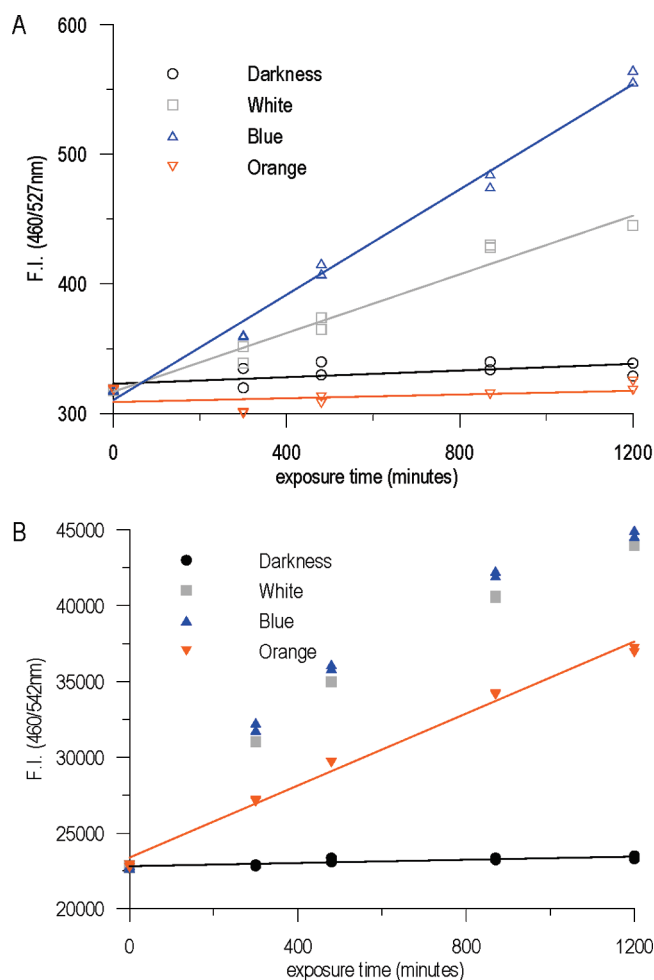 A
600
500
400
300
F.I. (460/527nm)
Darkness
White
Blue
Orange
0 400 800 1200
exposure time (minutes)
B
45000
40000
35000
30000
25000
20000
F.I. (460/542nm)
Darkness
White
Blue
Orange
0 400 800 1200
exposure time (minutes)